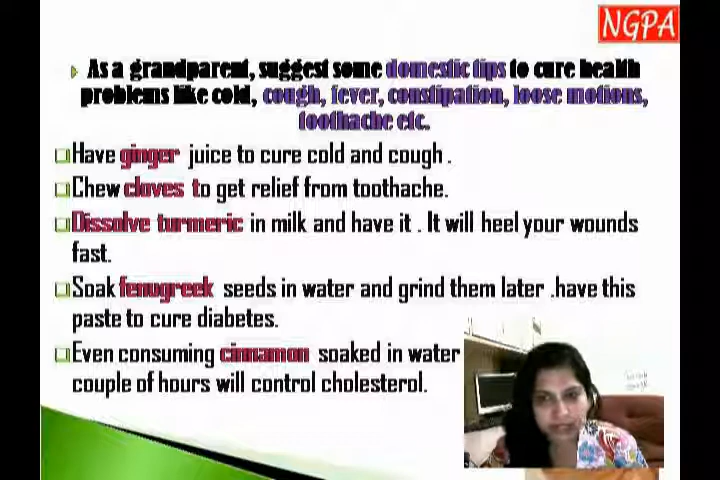 NGPA
As a grandparent, suggest some domestic tips to cure health
problems like cold, cough, fever, constipation, loose motions,
toothache etc.
Have ginger juice to cure cold and cough .
Chew cloves to get relief from toothache.
Dissolve turmeric in milk and have it . It will heel your wounds
fast.
Soak fenugreek seeds in water and grind them later .have this
paste to cure diabetes.
Even consuming cinnamon soaked in water
couple of hours will control cholesterol.